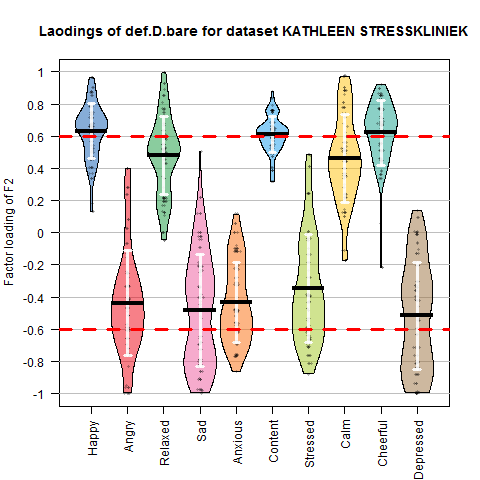 Laodings of def.D.bare for dataset KATHLEEN STRESSKLINIEK
Factor loading of F2
1
0.8
0.6
0.4
0.2
0
-0.2
-0.4
-0.6
-0.8
-1
Happy
Angry
Relaxed
Sad
Anxious
Content
Stressed
Calm
Cheerful
Depressed